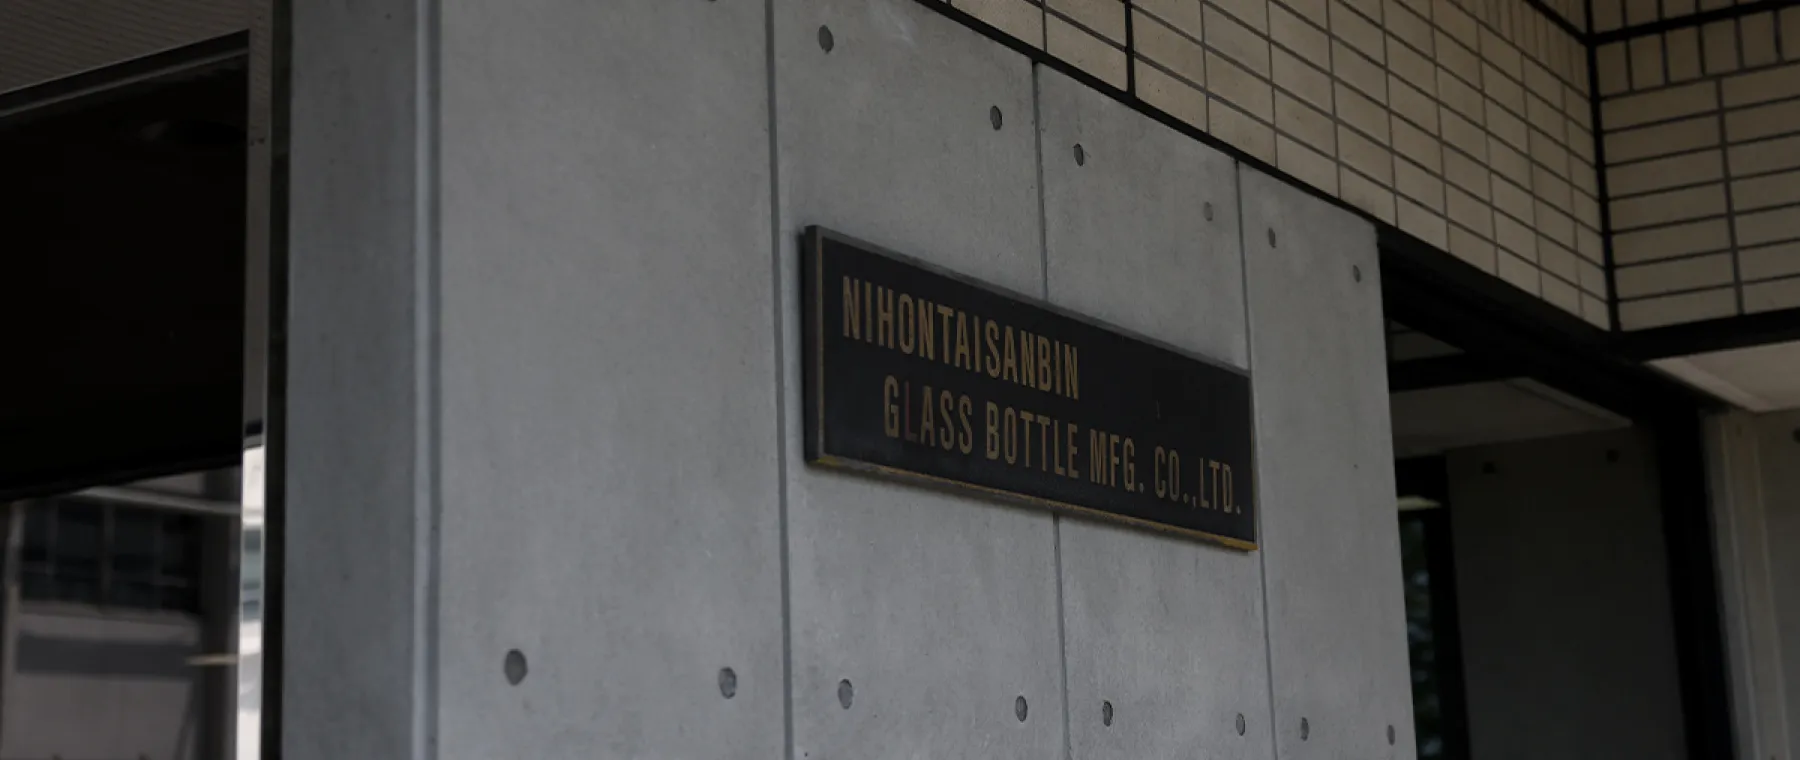 NIHONTAISANBIN
GLASS BOTTLE MFG. CO.,LTD.